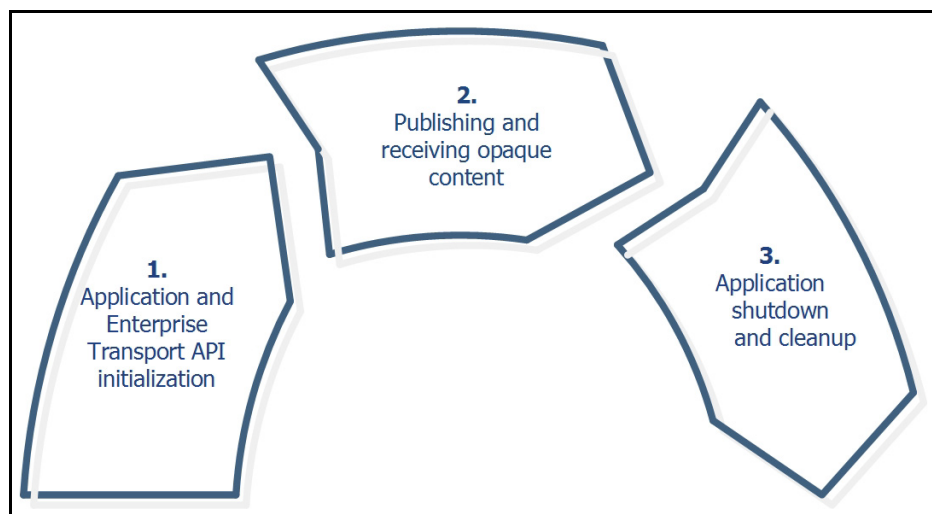 1.
Application and
Enterprise
Transport API
initialization
2.
Publishing and
receiving opaque
content
3.
Application
shutdown
and cleanup